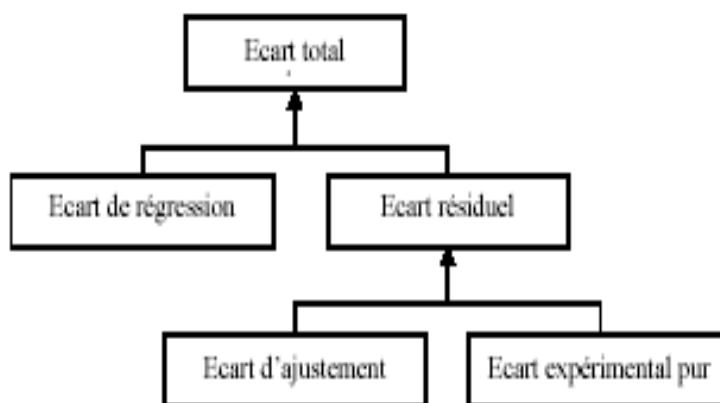 Ecart total
Ecart de régression
Ecart résiduel
Ecart d'ajustement
Ecart expérimental pur